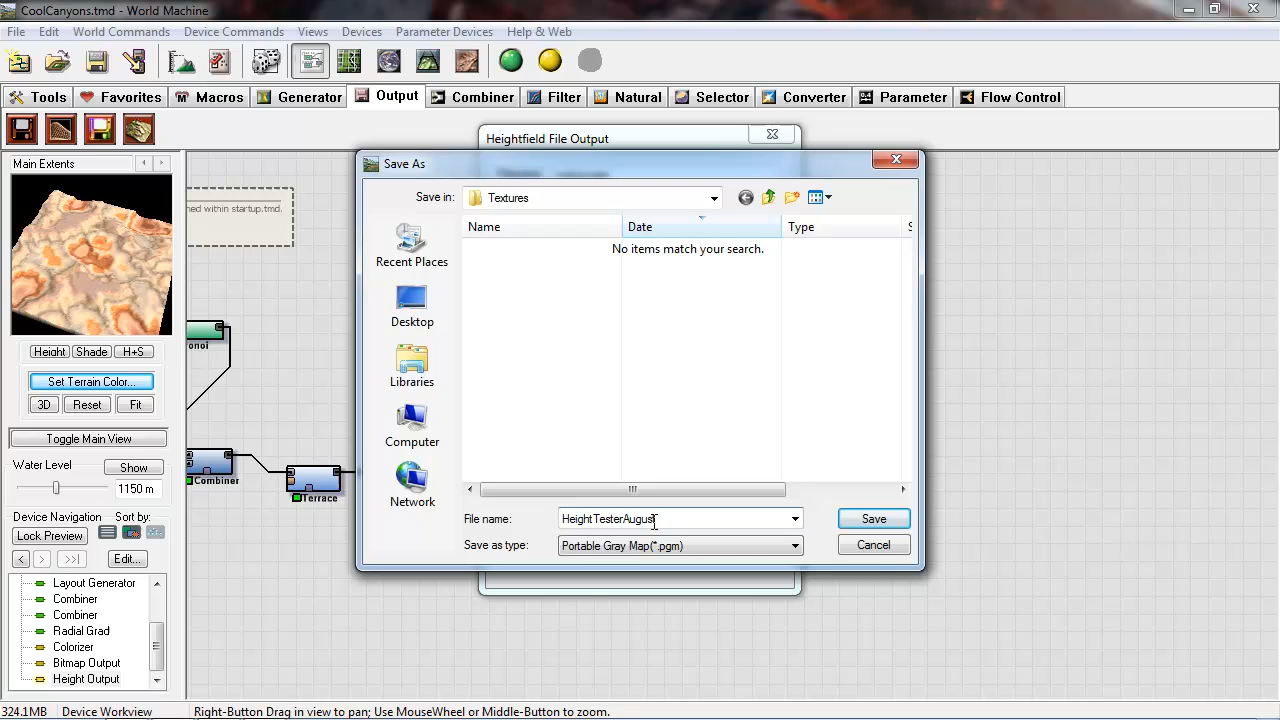 CoolCanyons.tmd - World Machine
File Edit World Commands Device Commands Views Devices Parameter Devices Help & Web
Tools Favorites Macros Generator Output Combiner Filter Natural Selector Converter Parameter Flow Control
Main Extents
Heightfield File Output
Save As
Save in: Textures
ned within startup.tmd.
Name Date Type S
No items match your search.
Recent Places
Desktop
Libraries
Computer
Network
onoi
Combiner
Terrace
Height Shade H+S
Set Terrain Color...
3D Reset Fit
Toggle Main View
Water Level Show
1150 m
Device Navigation Sort by:
Lock Preview
< > >>| Edit...
Layout Generator
Combiner
Combiner
Radial Grad
Colorizer
Bitmap Output
Height Output
File name: HeightTesterAugust Save
Save as type: Portable Gray Map(*.pgm) Cancel
324.1MB Device Workview Right-Button Drag in view to pan; Use MouseWheel or Middle-Button to zoom.